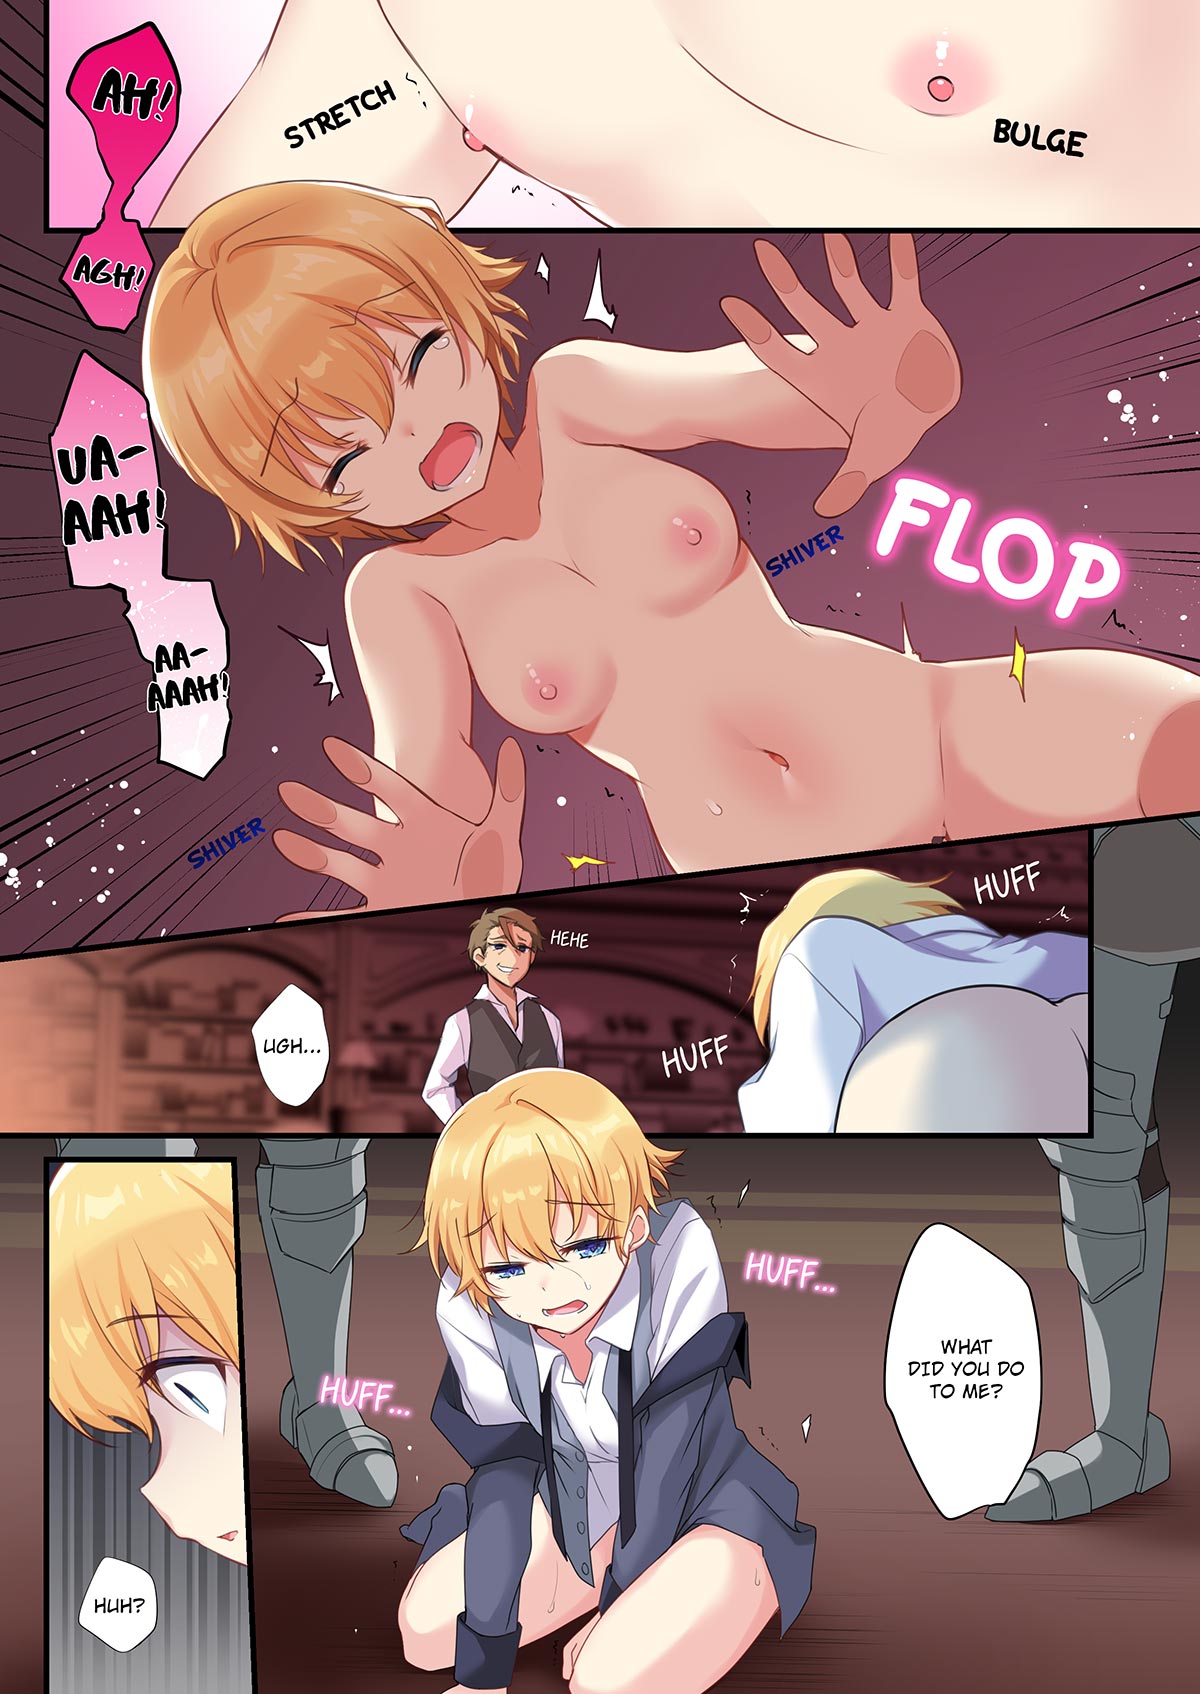 AH!
STRETCH
BULGE
AGH!
UA-
AAH!
AA-
AAAH!
SHIVER
FLOP
SHIVER
HUFF
HEHE
UGH...
HUFF
HUFF...
HUFF...
WHAT
DID YOU DO
TO ME?
HUH?